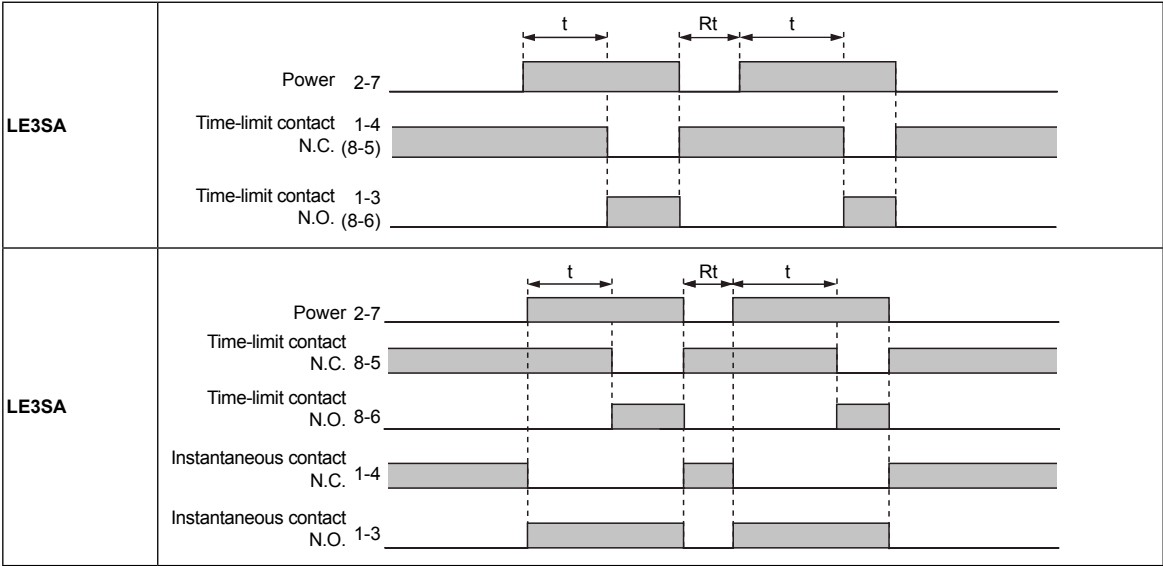 LE3SA
t Rt t
Power 2-7
Time-limit contact 1-4
N.C. (8-5)
Time-limit contact 1-3
N.O. (8-6)
LE3SA
t Rt t
Power 2-7
Time-limit contact
N.C. 8-5
Time-limit contact
N.O. 8-6
Instantaneous contact
N.C. 1-4
Instantaneous contact
N.O. 1-3